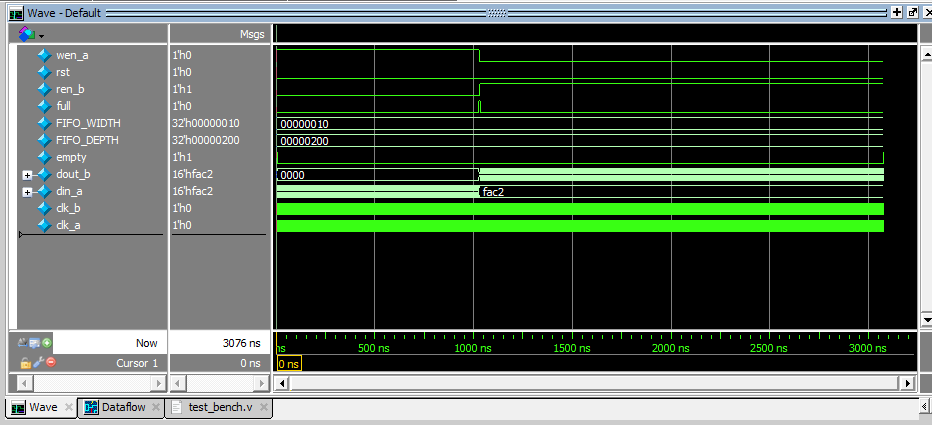 Wave - Default
Msgs
wen_a 1'h0
rst 1'h0
ren_b 1'h1
full 1'h0
FIFO_WIDTH 32'h00000010 00000010
FIFO_DEPTH 32'h00000200 00000200
empty 1'h1
dout_b 16'hfac2 0000
din_a 16'hfac2 fac2
clk_b 1'h0
clk_a 1'h0
Now 3076 ns ns 500 ns 1000 ns 1500 ns 2000 ns 2500 ns 3000 ns
Cursor 1 0 ns 0 ns
Wave Dataflow test_bench.v